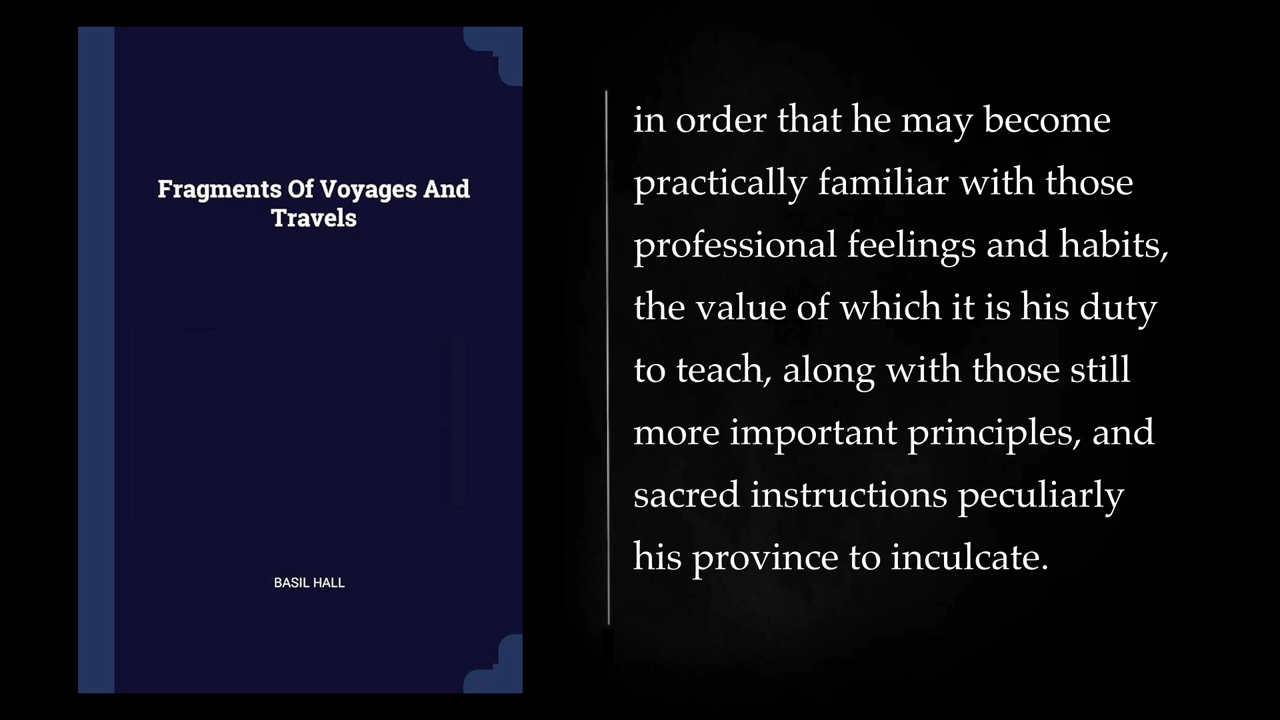 Fragments Of Voyages And
Travels
BASIL HALL
in order that he may become
practically familiar with those
professional feelings and habits,
the value of which it is his duty
to teach, along with those still
more important principles, and
sacred instructions peculiarly
his province to inculcate.